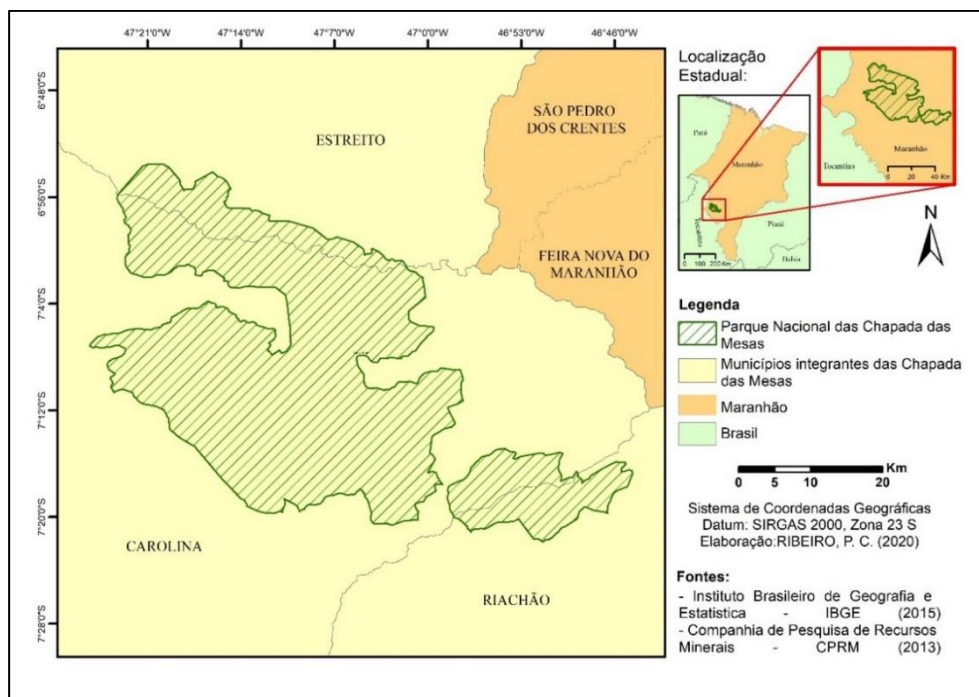 47°21'0"W
47°14'0"W
47°7'0"W
47°0'0"W
46°53'0"W
46°46'0"W
6°48'0"S
6°56'0"S
7°4'0"S
7°12'0"S
7°20'0"S
7°28'0"S
ESTREITO
SÃO PEDRO
DOS CRENTES
FEIRA NOVA DO
MARANHÃO
CAROLINA
RIACHÃO
Localização
Estadual:
Pará
Maranhão
Tocantins
Piauí
Bahia
0 100 200 Km
Tocantins
Maranhão
0 20 40 Km
N
Legenda
Parque Nacional das Chapada das
Mesas
Municípios integrantes das Chapada
das Mesas
Maranhão
Brasil
Km
0 5 10 20
Sistema de Coordenadas Geográficas
Datum: SIRGAS 2000, Zona 23 S
Elaboração:RIBEIRO, P. C. (2020)
Fontes:
- Instituto Brasileiro de Geografia e
Estatistica - IBGE (2015)
- Companhia de Pesquisa de Recursos
Minerais - CPRM (2013)